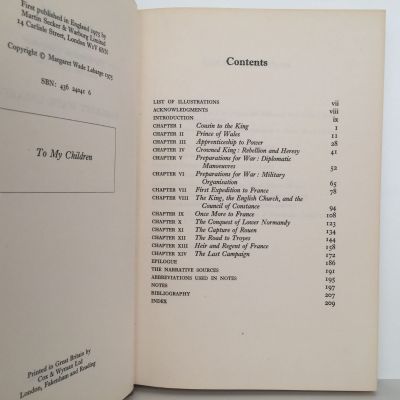 First published in England 1975 by
Martin Secker & Warburg Limited
14 Carlisle Street, London W1V 6NN
Copyright © Margaret Wade Labarge 1975
SBN: 436 24041 6
To My Children
Printed in Great Britain by
Cox & Wyman Ltd
London, Fakenham and Reading
Contents
LIST OF ILLUSTRATIONS vii
ACKNOWLEDGMENTS viii
INTRODUCTION ix
CHAPTER I Cousin to the King 1
CHAPTER II Prince of Wales 11
CHAPTER III Apprenticeship to Power 28
CHAPTER IV Crowned King: Rebellion and Heresy 41
CHAPTER V Preparations for War: Diplomatic
Manoeuvres 52
CHAPTER VI Preparations for War: Military
Organisation 65
CHAPTER VII First Expedition to France 78
CHAPTER VIII The King, the English Church, and the
Council of Constance 94
CHAPTER IX Once More to France 108
CHAPTER X The Conquest of Lower Normandy 123
CHAPTER XI The Capture of Rouen 134
CHAPTER XII The Road to Troyes 144
CHAPTER XIII Heir and Regent of France 158
CHAPTER XIV The Last Campaign 172
EPILOGUE 186
THE NARRATIVE SOURCES 191
ABBREVIATIONS USED IN NOTES 195
NOTES 197
BIBLIOGRAPHY 207
INDEX 209